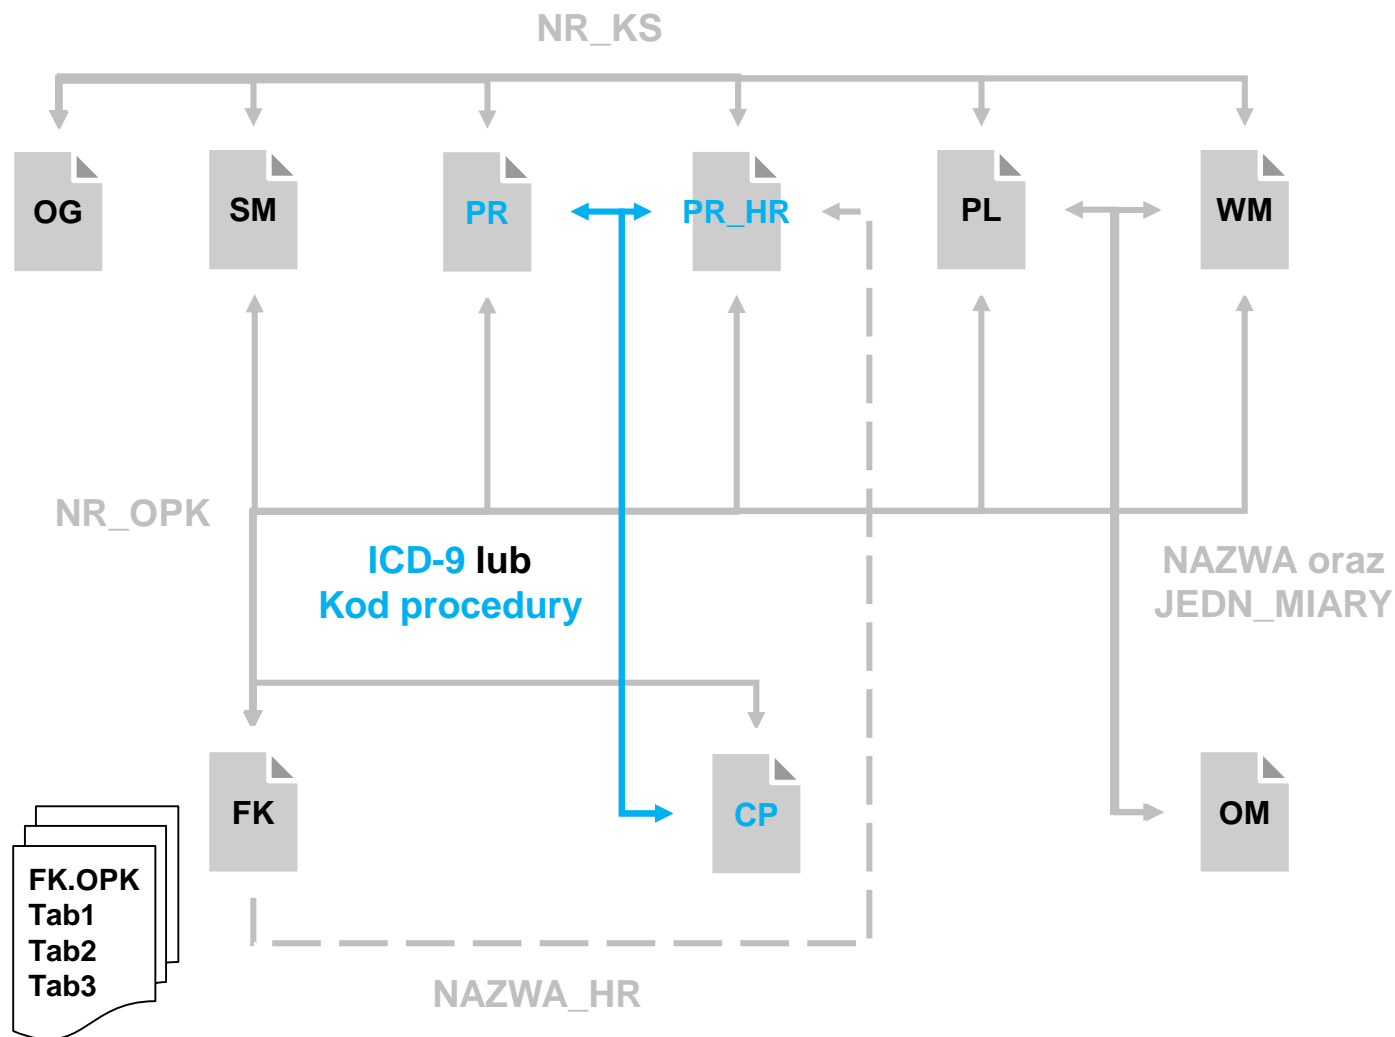 NR_KS
OG
SM
PR
PR_HR
PL
WM
NR_OPK
ICD-9 lub
Kod procedury
NAZWA oraz
JEDN_MIARY
FK
CP
OM
FK.OPK
Tab1
Tab2
Tab3
NAZWA_HR